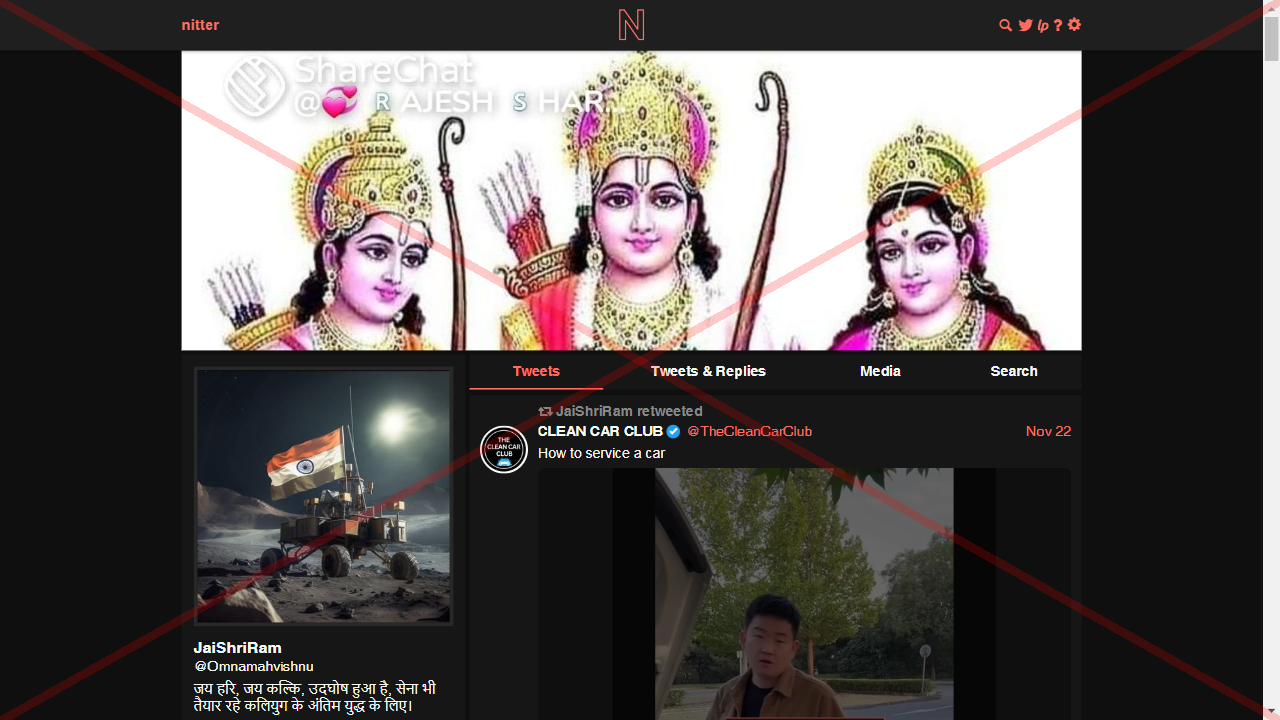 nitter
N
lp ?
ShareChat
@💞 R AJESH S HAR...
Tweets Tweets & Replies Media Search
JaiShriRam retweeted
CLEAN CAR CLUB @TheCleanCarClub Nov 22
THE
CLEAN CAR
CLUB
How to service a car
JaiShriRam
@Omnamahvishnu
जय हरि, जय कल्कि, उदघोष हुआ है, सेना भी
तैयार रहे कलियुग के अंतिम युद्ध के लिए।